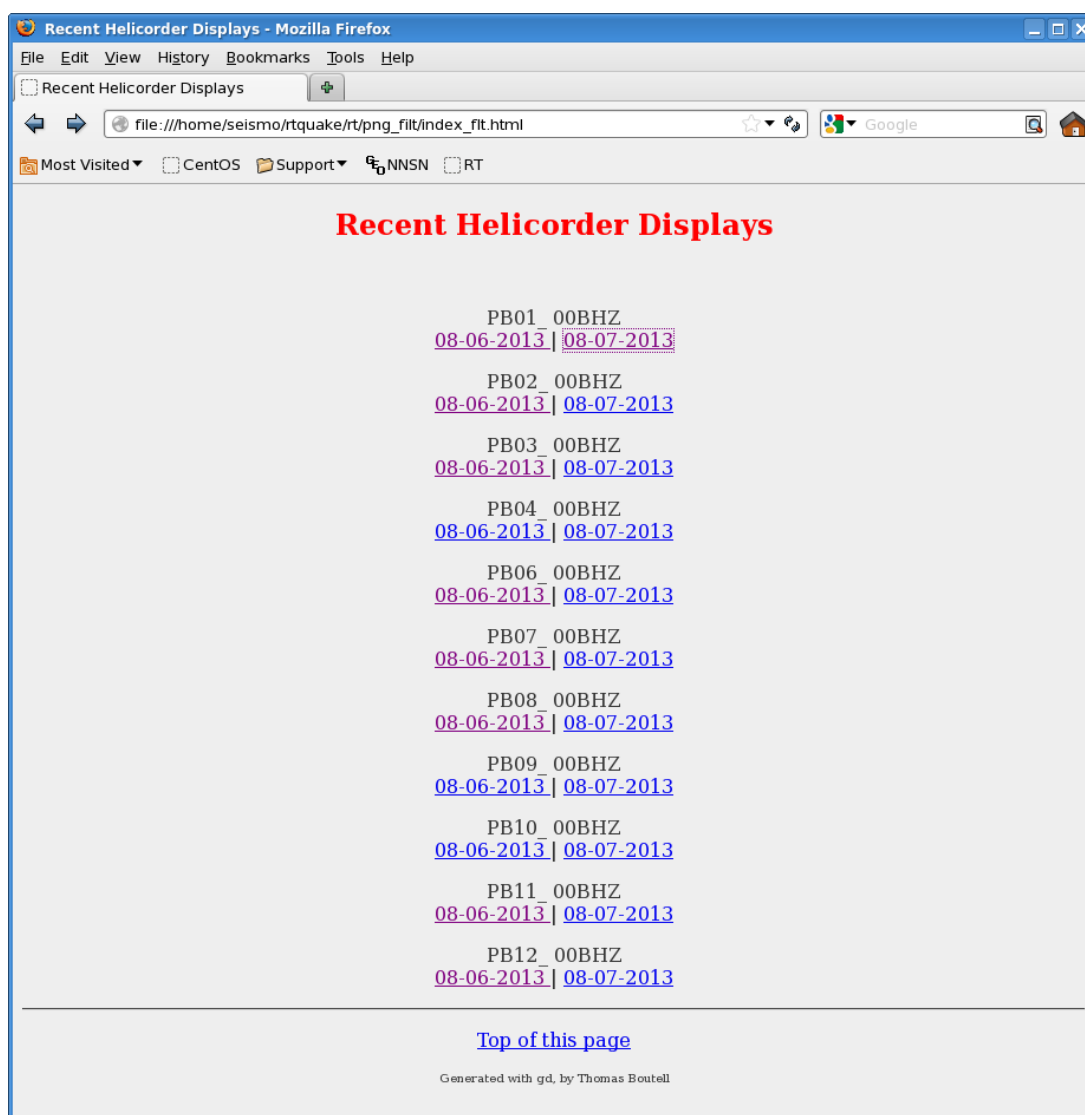 Recent Helicorder Displays - Mozilla Firefox
File Edit View History Bookmarks Tools Help
Recent Helicorder Displays
file:///home/seismo/rtquake/rt/png_filt/index_flt.html Google
Most Visited CentOS Support GEO NNSN RT
Recent Helicorder Displays
PB01_ 00BHZ
08-06-2013 | 08-07-2013
PB02_ 00BHZ
08-06-2013 | 08-07-2013
PB03_ 00BHZ
08-06-2013 | 08-07-2013
PB04_ 00BHZ
08-06-2013 | 08-07-2013
PB06_ 00BHZ
08-06-2013 | 08-07-2013
PB07_ 00BHZ
08-06-2013 | 08-07-2013
PB08_ 00BHZ
08-06-2013 | 08-07-2013
PB09_ 00BHZ
08-06-2013 | 08-07-2013
PB10_ 00BHZ
08-06-2013 | 08-07-2013
PB11_ 00BHZ
08-06-2013 | 08-07-2013
PB12_ 00BHZ
08-06-2013 | 08-07-2013
Top of this page
Generated with gd, by Thomas Boutell